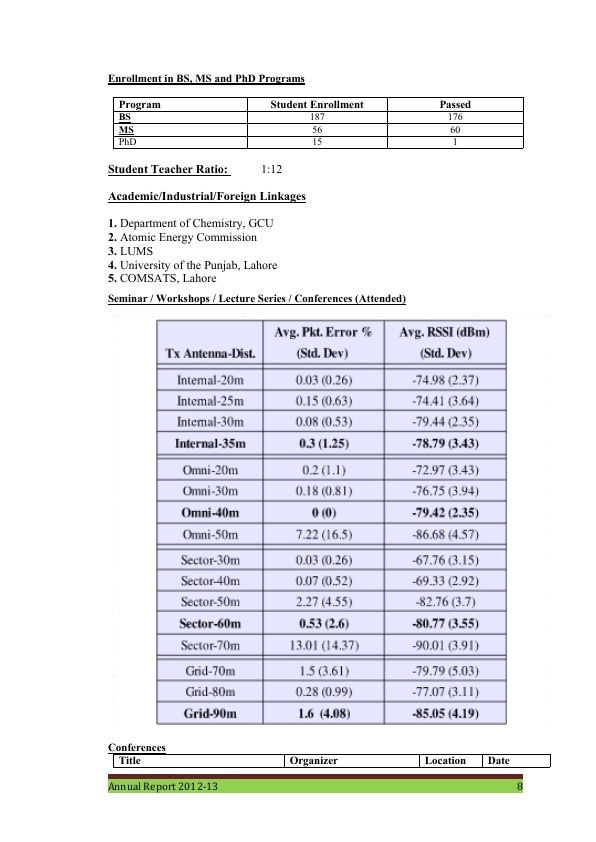 Enrollment in BS, MS and PhD Programs
Program Student Enrollment Passed
BS 187 176
MS 56 60
PhD 15 1
Student Teacher Ratio: 1:12
Academic/Industrial/Foreign Linkages
1. Department of Chemistry, GCU
2. Atomic Energy Commission
3. LUMS
4. University of the Punjab, Lahore
5. COMSATS, Lahore
Seminar / Workshops / Lecture Series / Conferences (Attended)
Avg. Pkt. Error % Avg. RSSI (dBm)
Tx Antenna-Dist. (Std. Dev) (Std. Dev)
Internal-20m 0.03 (0.26) -74.98 (2.37)
Internal-25m 0.15 (0.63) -74.41 (3.64)
Internal-30m 0.08 (0.53) -79.44 (2.35)
Internal-35m 0.3 (1.25) -78.79 (3.43)
Omni-20m 0.2 (1.1) -72.97 (3.43)
Omni-30m 0.18 (0.81) -76.75 (3.94)
Omni-40m 0 (0) -79.42 (2.35)
Omni-50m 7.22 (16.5) -86.68 (4.57)
Sector-30m 0.03 (0.26) -67.76 (3.15)
Sector-40m 0.07 (0.52) -69.33 (2.92)
Sector-50m 2.27 (4.55) -82.76 (3.7)
Sector-60m 0.53 (2.6) -80.77 (3.55)
Sector-70m 13.01 (14.37) -90.01 (3.91)
Grid-70m 1.5 (3.61) -79.79 (5.03)
Grid-80m 0.28 (0.99) -77.07 (3.11)
Grid-90m 1.6 (4.08) -85.05 (4.19)
Conferences
Title Organizer Location Date
Annual Report 2012-13 8